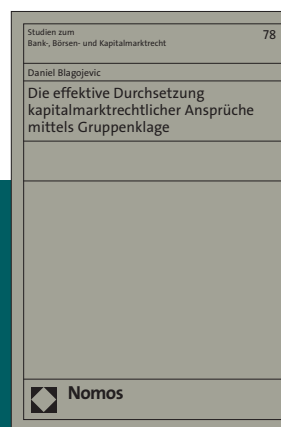 Studien zum
78
Bank-, Börsen- und Kapitalmarktrecht
Daniel Blagojevic
Die effektive Durchsetzung
kapitalmarktrechtlicher Ansprüche
mittels Gruppenklage
Nomos